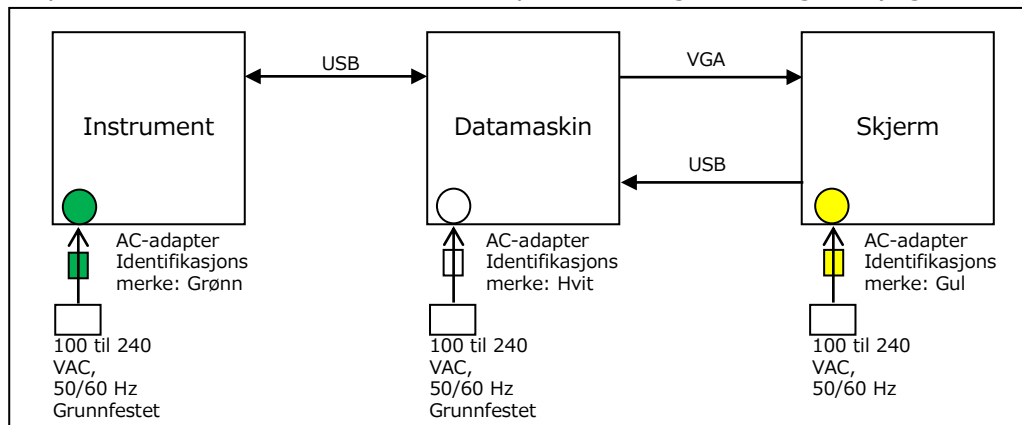 USB
VGA
Instrument
Datamaskin
Skjerm
USB
AC-adapter
Identifikasjons
merke: Grønn
AC-adapter
Identifikasjons
merke: Hvit
AC-adapter
Identifikasjons
merke: Gul
100 til 240
VAC,
50/60 Hz
Grunnfestet
100 til 240
VAC,
50/60 Hz
Grunnfestet
100 til 240
VAC,
50/60 Hz